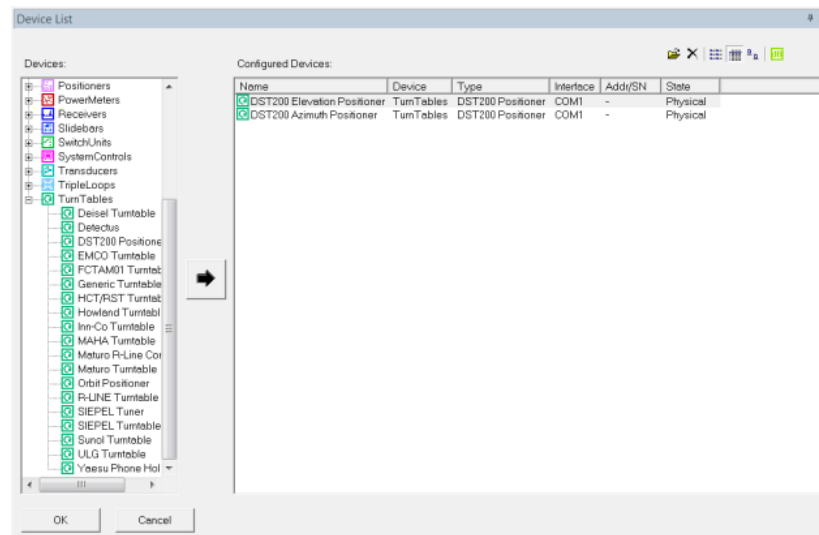 Device List
Devices:
Configured Devices:
Positioners
PowerMeters
Receivers
Slidebars
SwitchUnits
SystemControls
Transducers
TripleLoops
TurnTables
Deisel Turntable
Detectus
DST200 Positione
EMCO Turntable
FCTAM01 Turntab
Generic Turntable
HCT/RST Turntab
Howland Turntabl
Inn-Co Turntable
MAHA Turntable
Maturo R-Line Cor
Maturo Turntable
Orbit Positioner
R-LINE Turntable
SIEPEL Tuner
SIEPEL Turntable
Sunol Turntable
ULG Turntable
Yaesu Phone Hol
Name Device Type Interface Addr/SN State
DST200 Elevation Positioner TurnTables DST200 Positioner COM1 - Physical
DST200 Azimuth Positioner TurnTables DST200 Positioner COM1 - Physical
OK Cancel